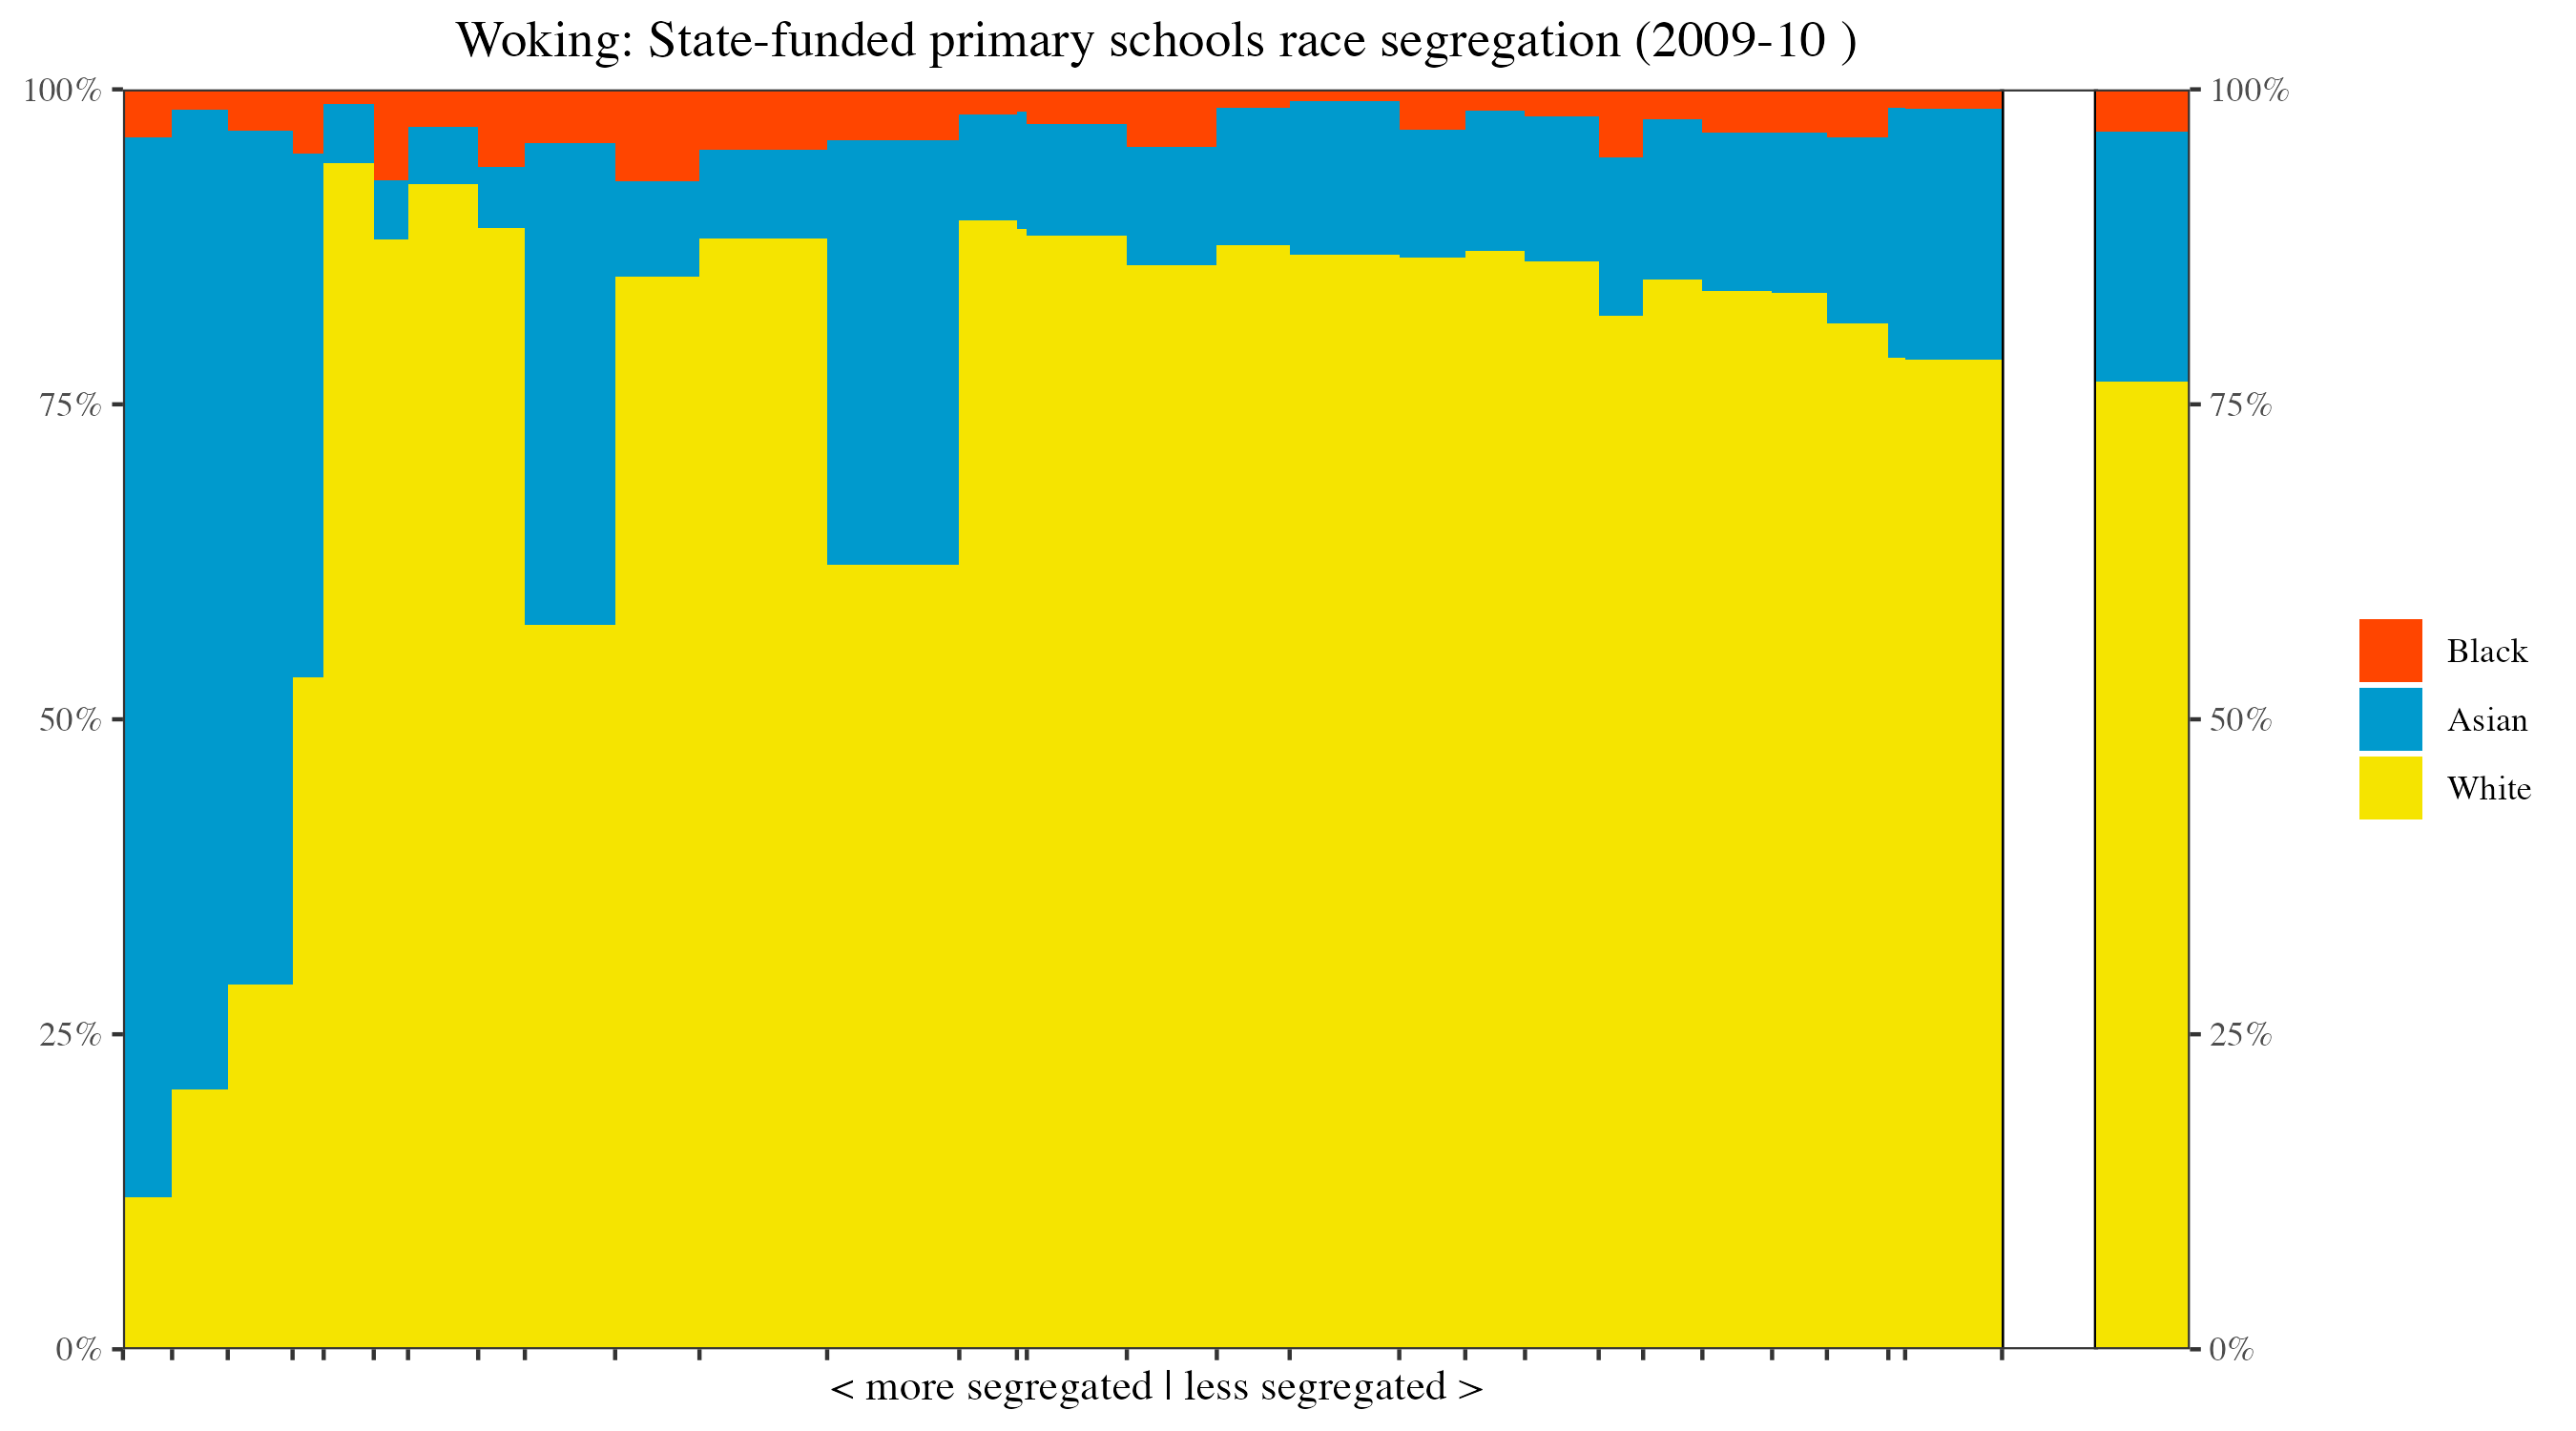 Woking: State-funded primary schools race segregation (2009-10 )
100%
75%
50%
25%
0%
100%
75%
50%
25%
0%
Black
Asian
White
< more segregated | less segregated >